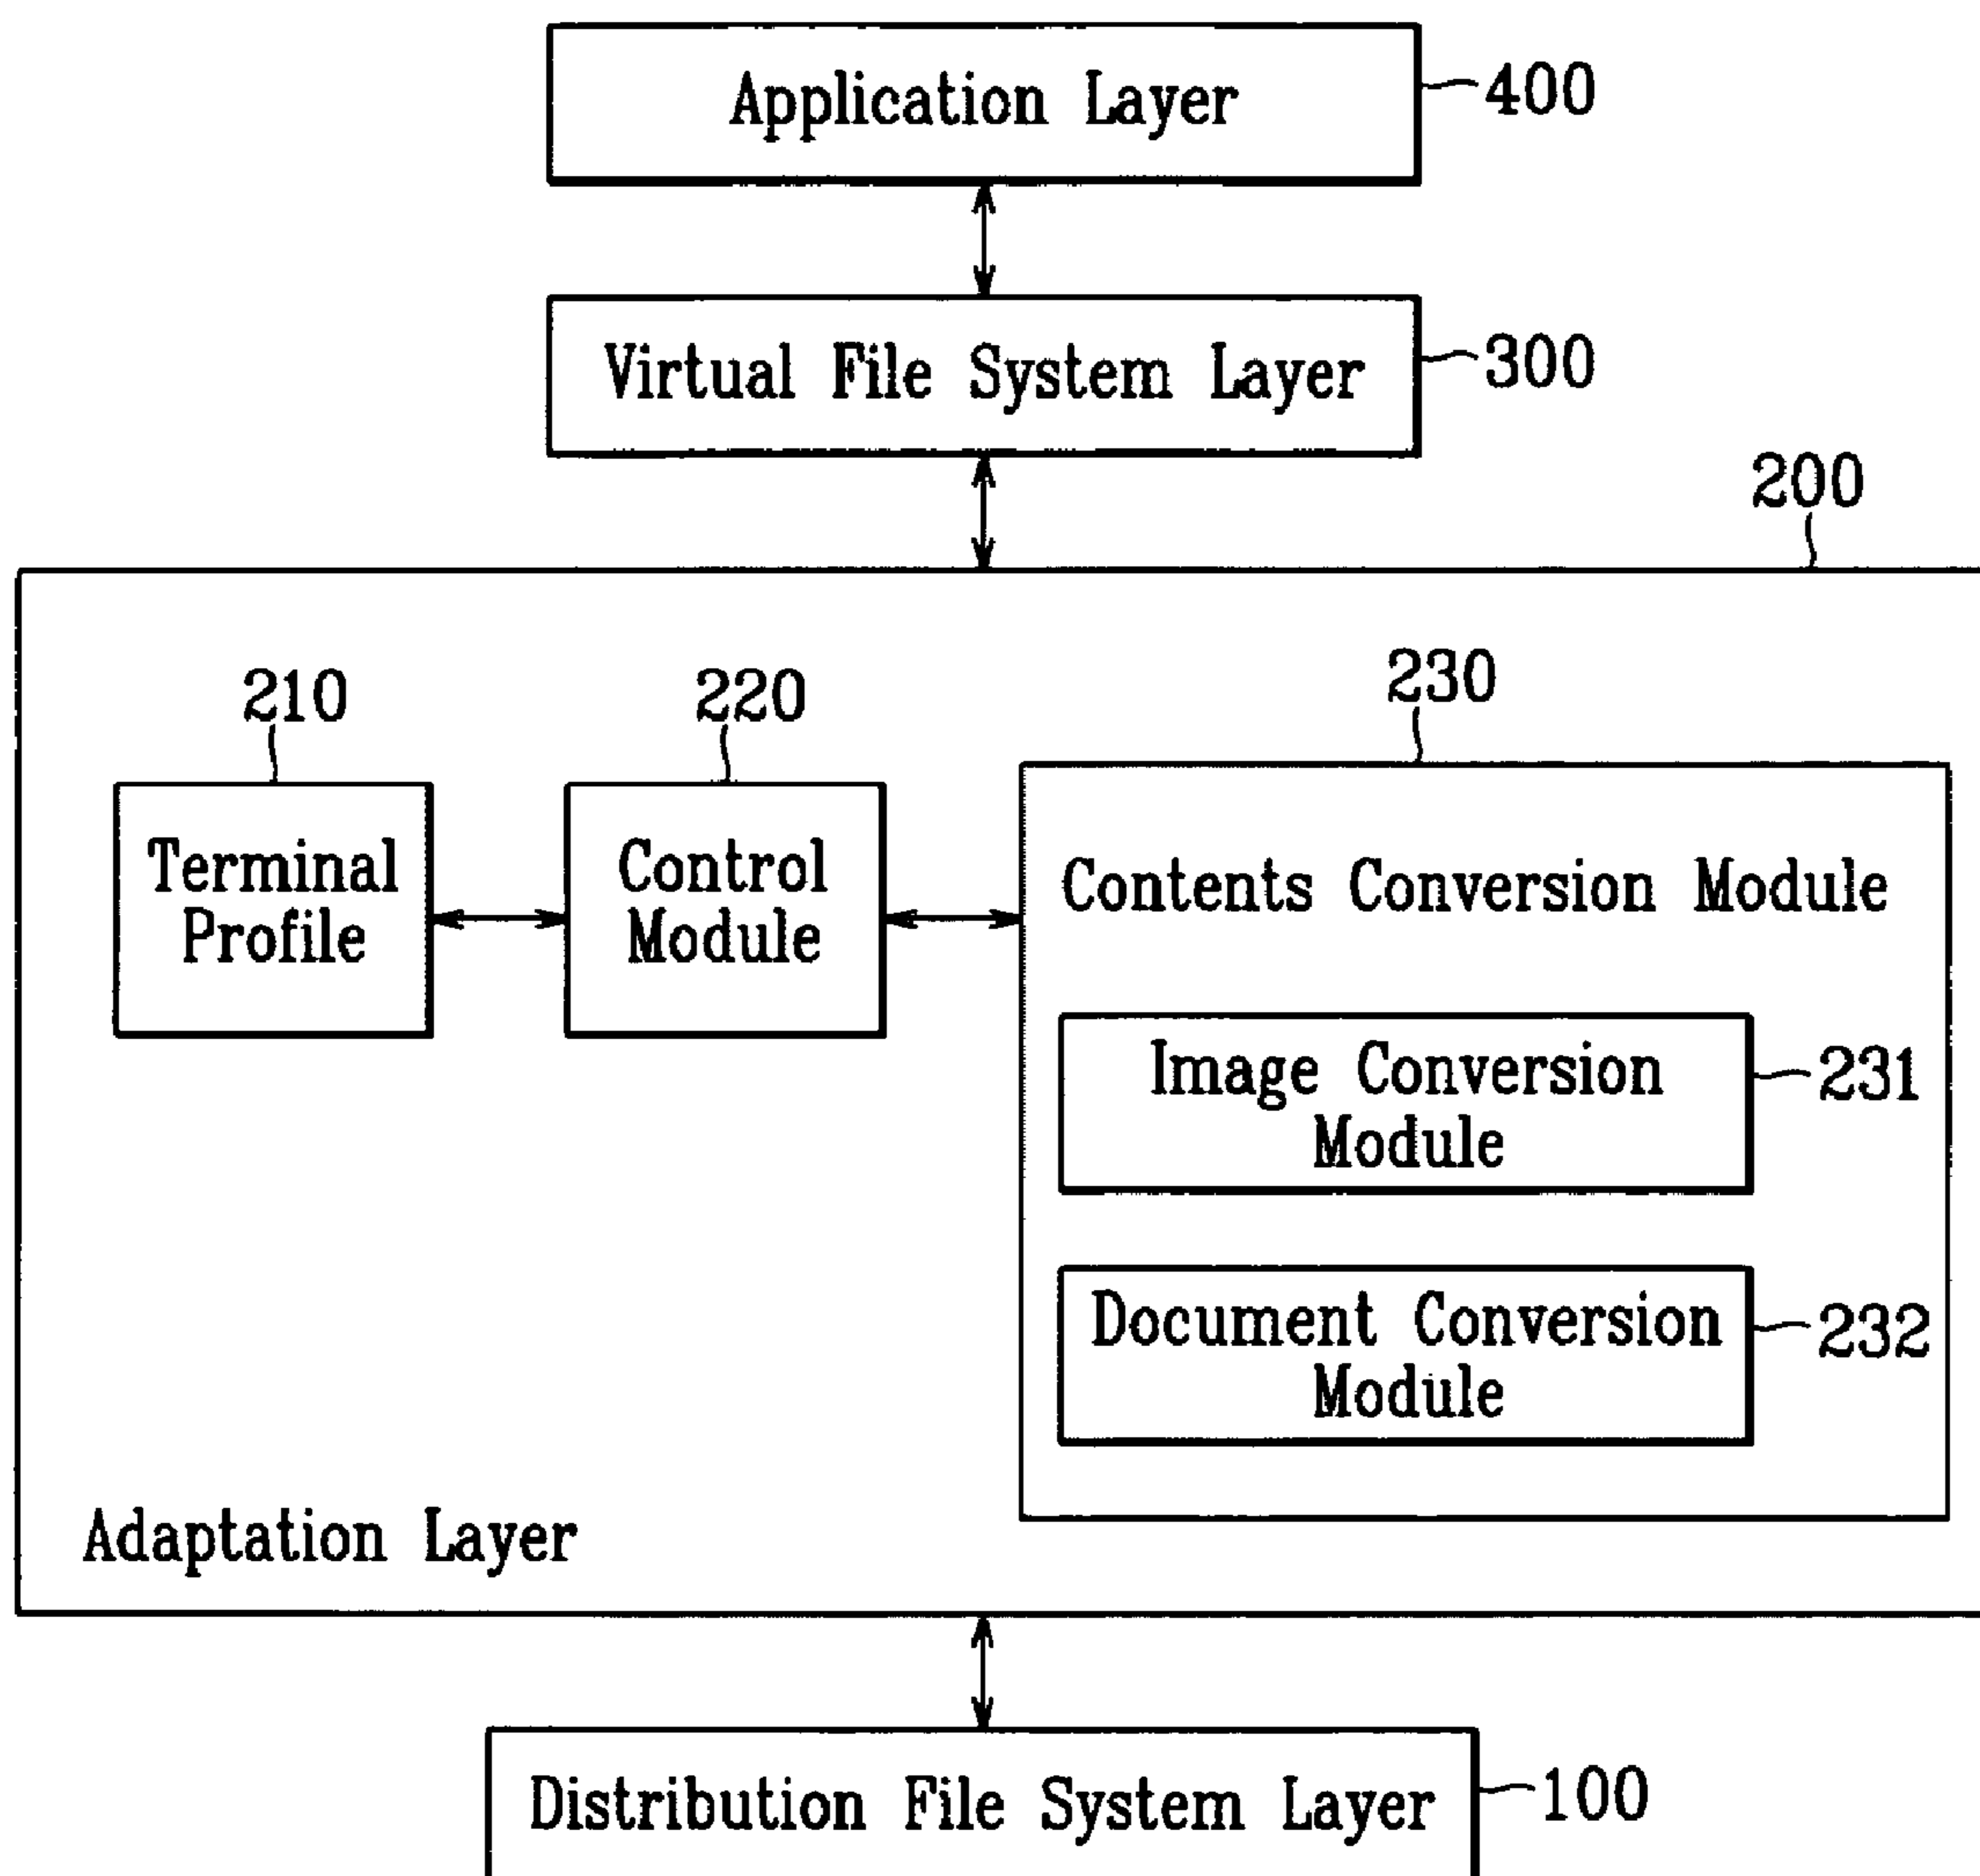 Application Layer
400
Virtual File System Layer
300
200
210
220
230
Terminal
Profile
Control
Module
Contents Conversion Module
Image Conversion
Module
231
Document Conversion
Module
232
Adaptation Layer
Distribution File System Layer
100